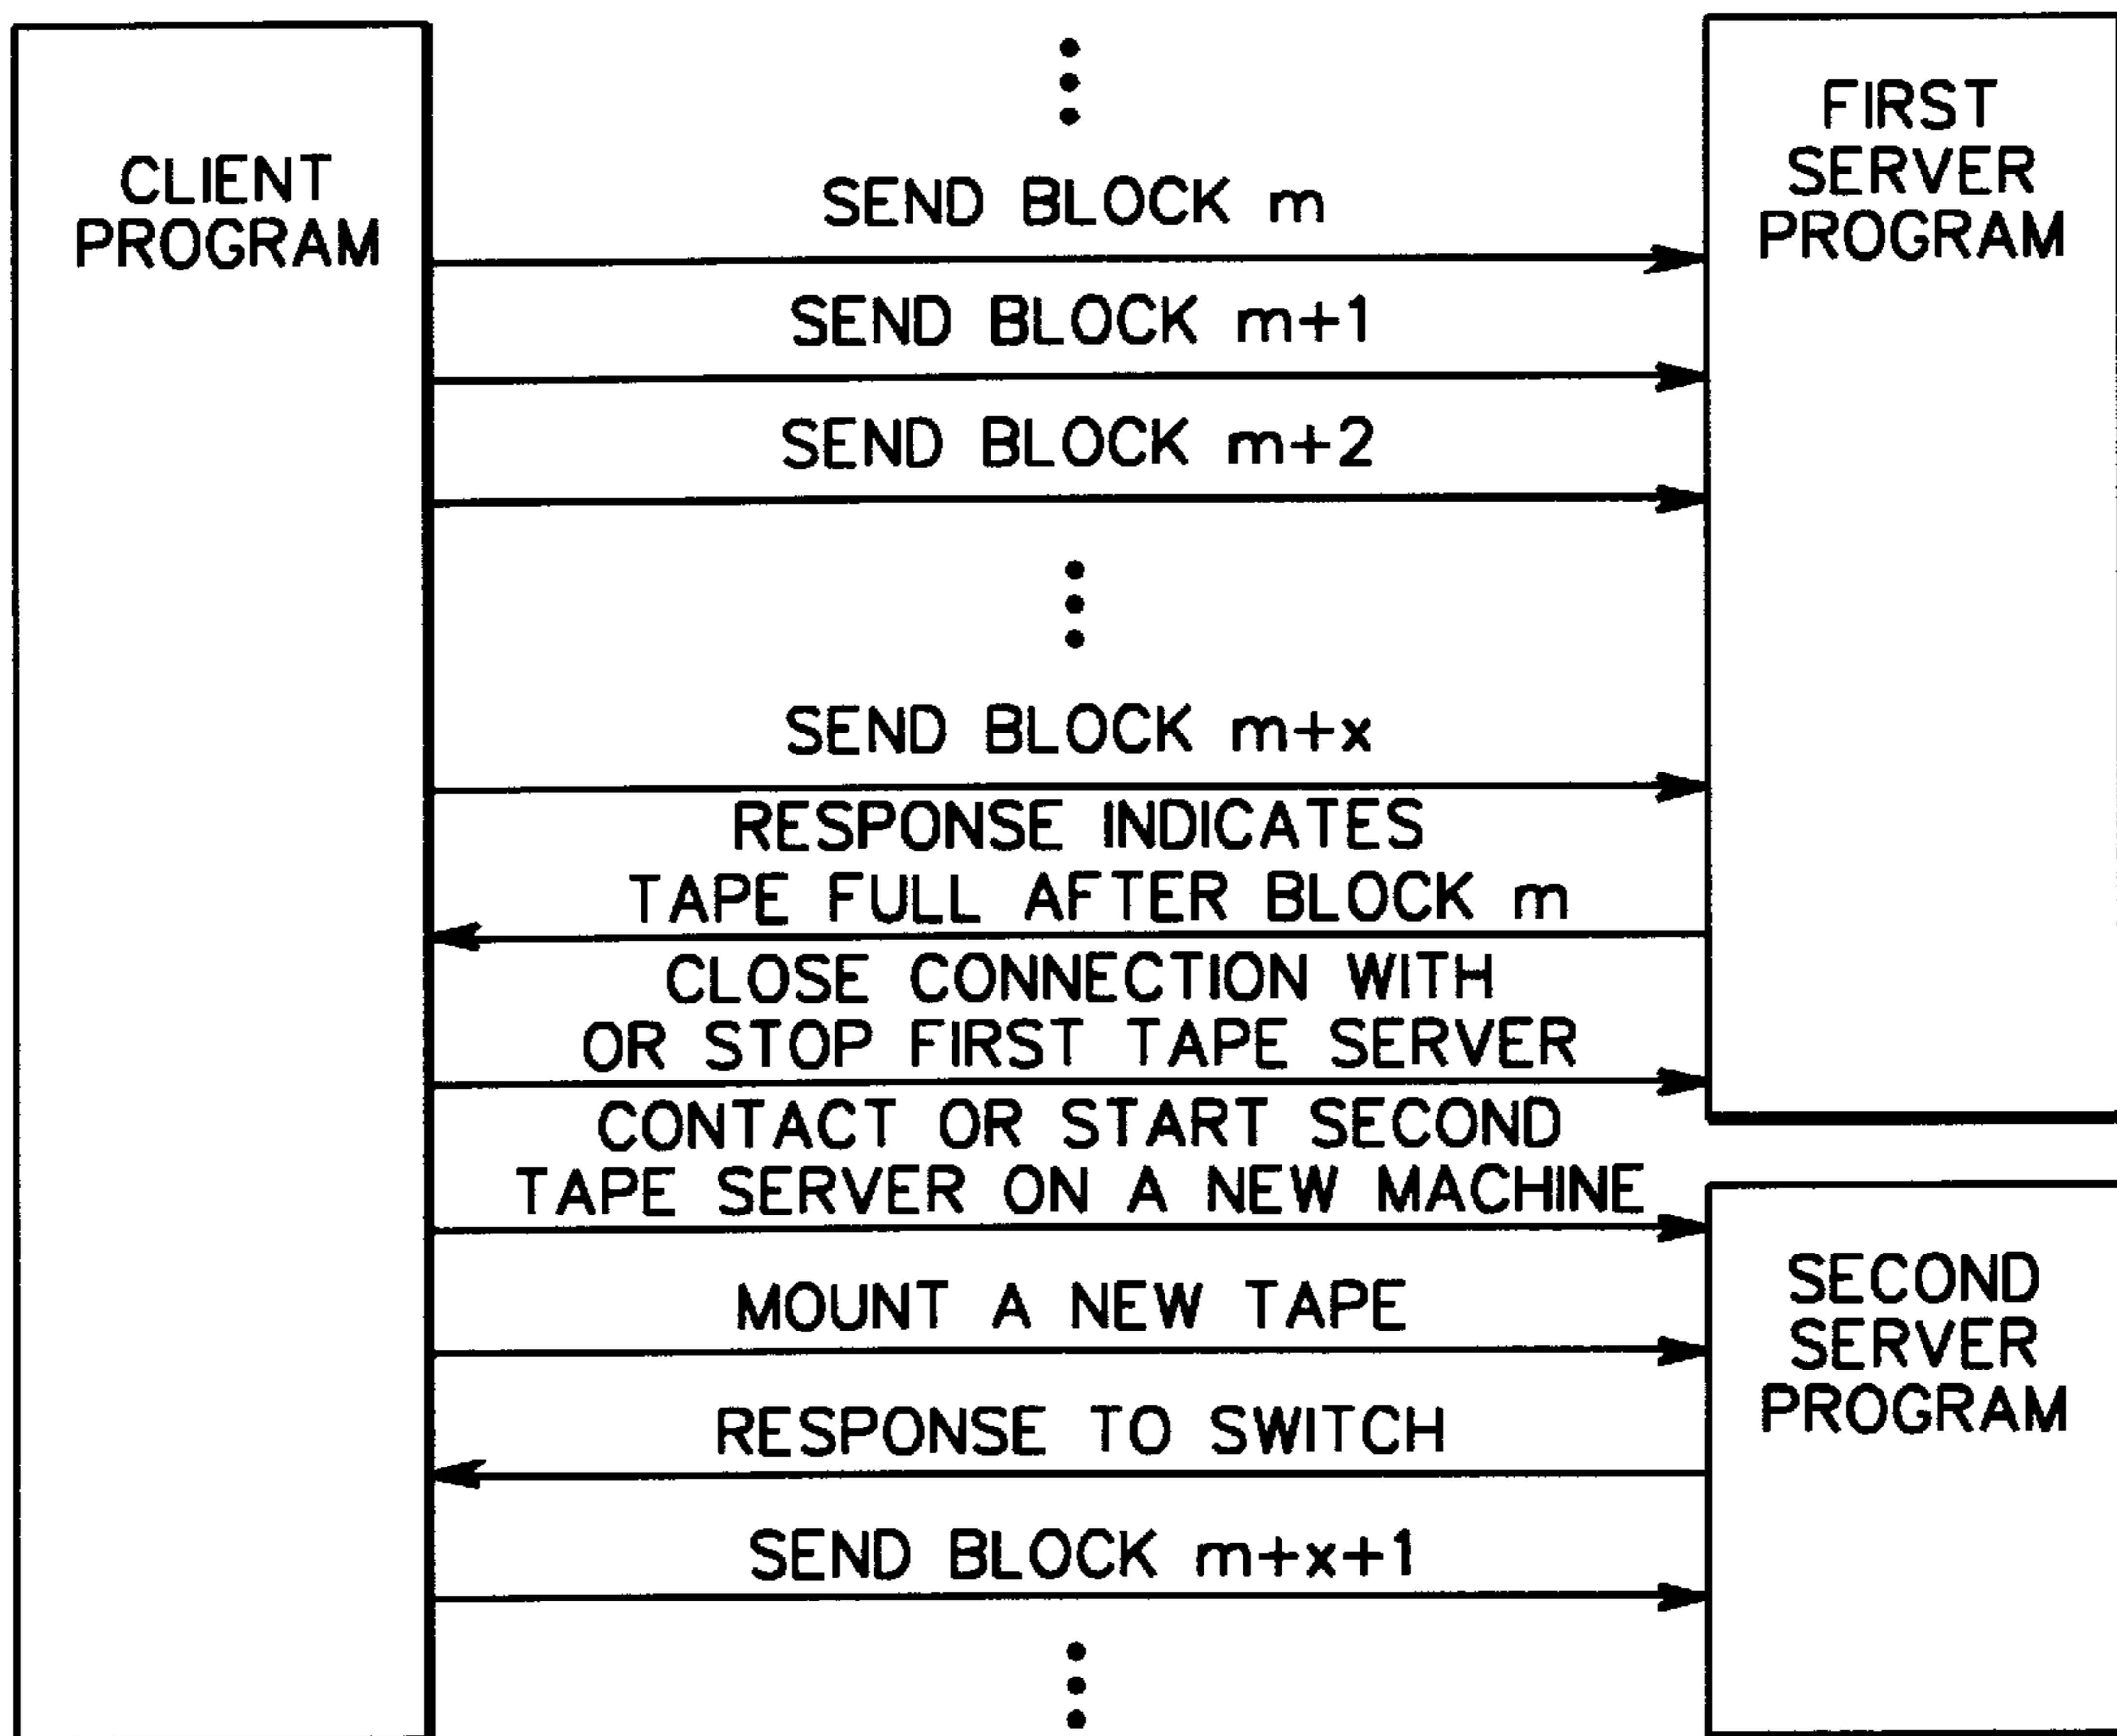 CLIENT
PROGRAM
FIRST
SERVER
PROGRAM
SEND BLOCK m
SEND BLOCK m+1
SEND BLOCK m+2
SEND BLOCK m+x
RESPONSE INDICATES
TAPE FULL AFTER BLOCK m
CLOSE CONNECTION WITH
OR STOP FIRST TAPE SERVER
CONTACT OR START SECOND
TAPE SERVER ON A NEW MACHINE
SECOND
SERVER
PROGRAM
MOUNT A NEW TAPE
RESPONSE TO SWITCH
SEND BLOCK m+x+1